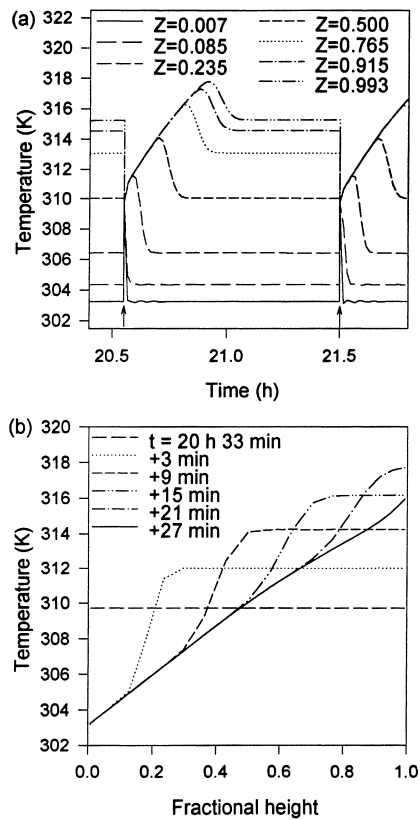 (a)
322
320
318
316
314
312
310
308
306
304
302
Temperature (K)
Z=0.007
Z=0.085
Z=0.235
Z=0.500
Z=0.765
Z=0.915
Z=0.993
20.5
21.0
21.5
Time (h)
(b)
320
318
316
314
312
310
308
306
304
302
Temperature (K)
t = 20 h 33 min
+3 min
+9 min
+15 min
+21 min
+27 min
0.0
0.2
0.4
0.6
0.8
1.0
Fractional height